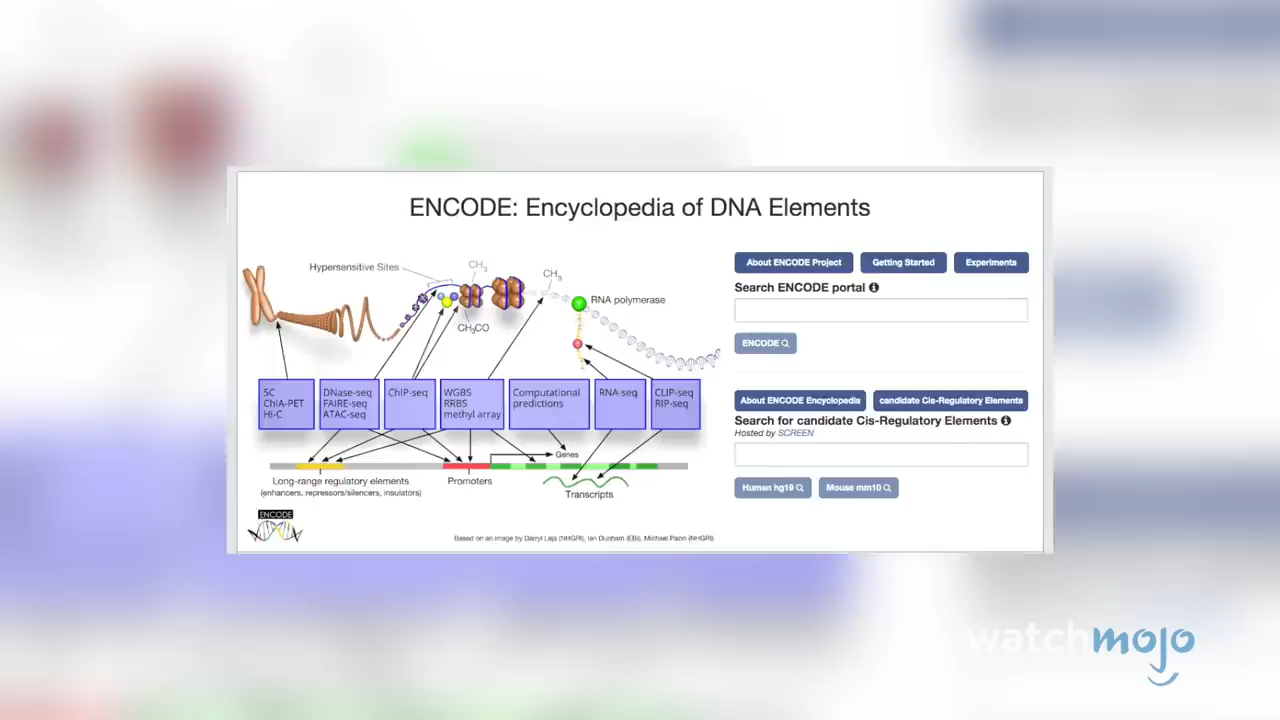 ENCODE: Encyclopedia of DNA Elements
Hypersensitive Sites
CH3
CH3
RNA polymerase
CH3CO
5C
ChIA-PET
Hi-C
DNase-seq
FAIRE-seq
ATAC-seq
ChIP-seq
WGBS
RRBS
methyl array
Computational
predictions
RNA-seq
CLIP-seq
RIP-seq
Genes
Long-range regulatory elements
(enhancers, repressors/silencers, insulators)
Promoters
Transcripts
ENCODE
Based on an image by Darryl Leja (NHGRI), Ian Dunham (EBI), Michael Pazin (NHGRI)
About ENCODE Project
Getting Started
Experiments
Search ENCODE portal
ENCODE
About ENCODE Encyclopedia
candidate Cis-Regulatory Elements
Search for candidate Cis-Regulatory Elements
Hosted by SCREEN
Human hg19
Mouse mm10
watchmojo